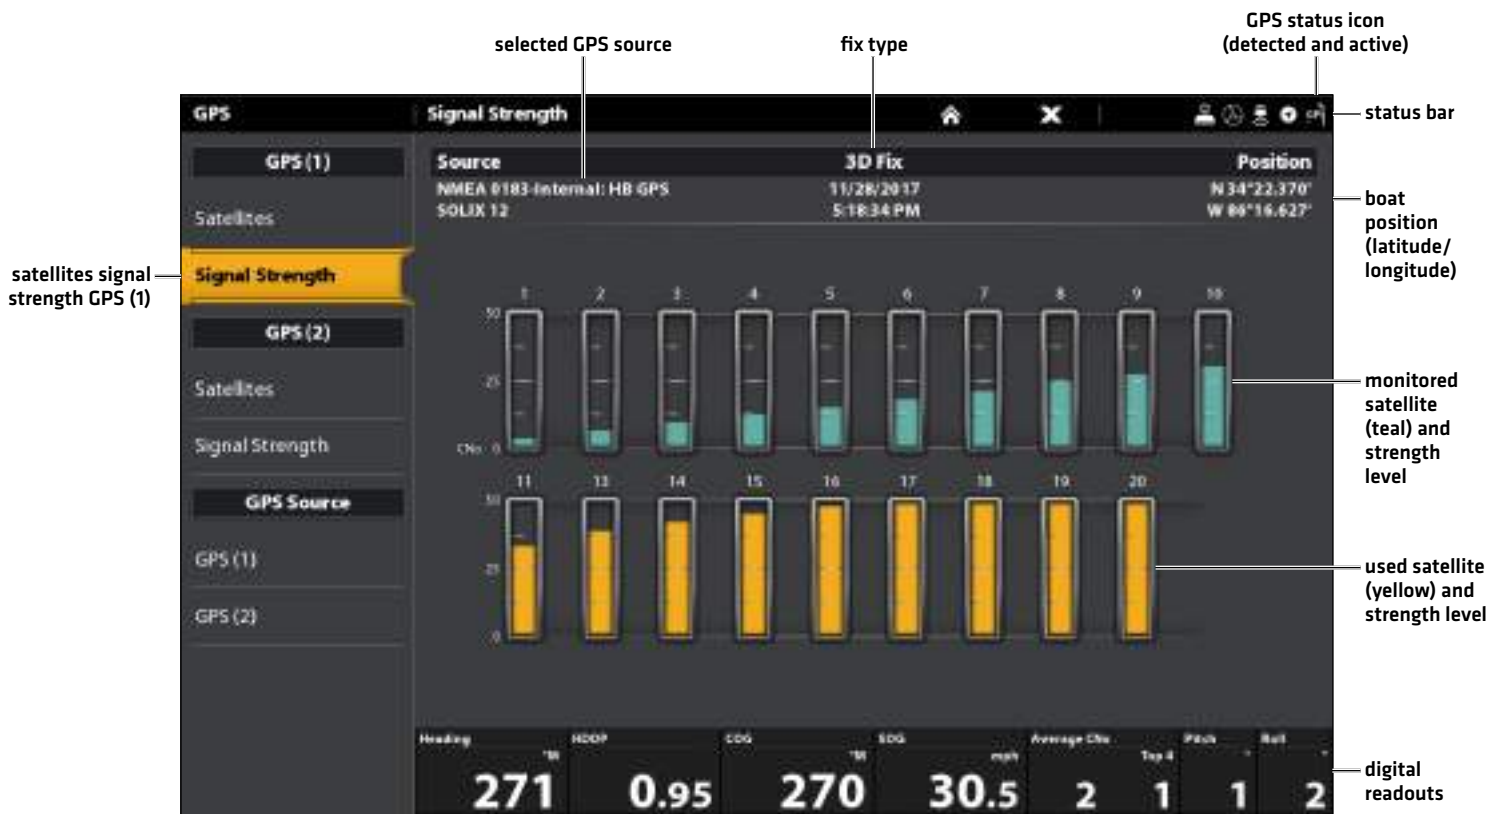 GPS status icon
(detected and active)
selected GPS source
fix type
GPS
Signal Strength
status bar
GPS (1)
Source
3D Fix
Position
NMEA 0183-Internal: HB GPS
11/28/2017
N 34°22.370'
SOLIX 12
5:18:34 PM
W 86°16.627'
boat
position
(latitude/
longitude)
Satellites
satellites signal
strength GPS (1)
Signal Strength
GPS (2)
Satellites
Signal Strength
GPS Source
GPS (1)
GPS (2)
1 2 3 4 5 6 7 8 9 10
50
25
CNo 0
monitored
satellite
(teal) and
strength
level
11 13 14 15 16 17 18 19 20
50
25
0
used satellite
(yellow) and
strength level
Heading HDOP COG SOG Average CNo Pitch Roll
°M °M mph Top 4 ° °
271 0.95 270 30.5 2 1 1 2
digital
readouts